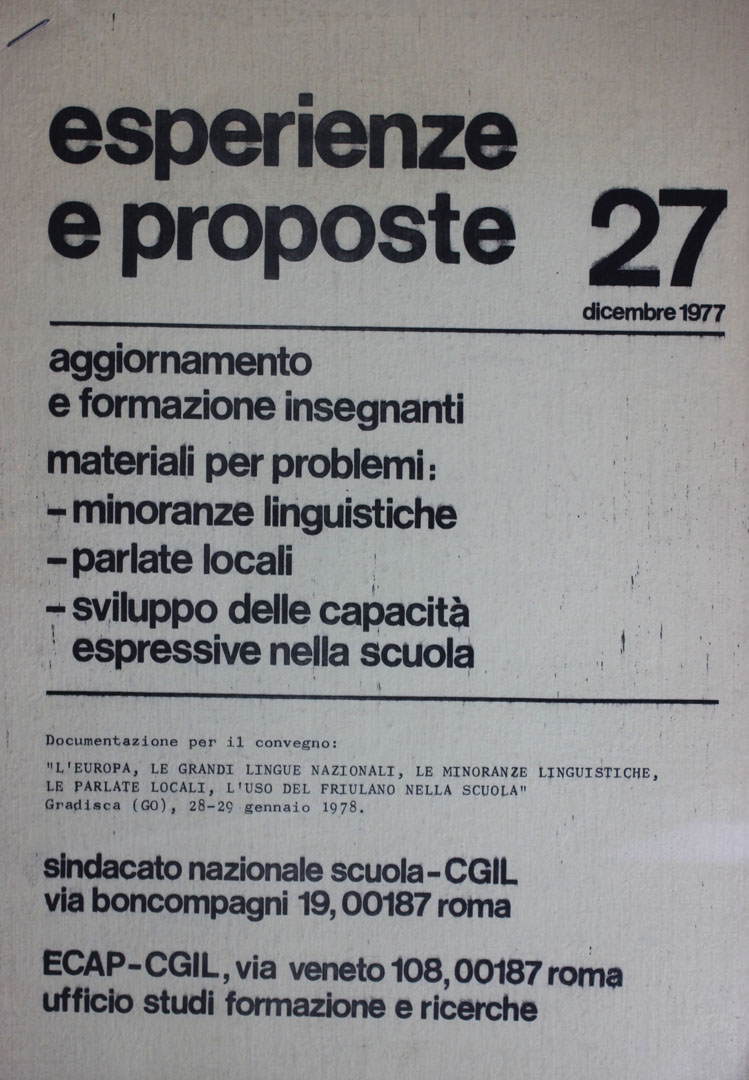 esperienze
e proposte
27
dicembre 1977
aggiornamento
e formazione insegnanti
materiali per problemi:
– minoranze linguistiche
– parlate locali
– sviluppo delle capacità
espressive nella scuola
Documentazione per il convegno:
"L'EUROPA, LE GRANDI LINGUE NAZIONALI, LE MINORANZE LINGUISTICHE,
LE PARLATE LOCALI, L'USO DEL FRIULANO NELLA SCUOLA"
Gradisca (GO), 28-29 gennaio 1978.
sindacato nazionale scuola – CGIL
via boncompagni 19, 00187 roma
ECAP – CGIL, via veneto 108, 00187 roma
ufficio studi formazione e ricerche